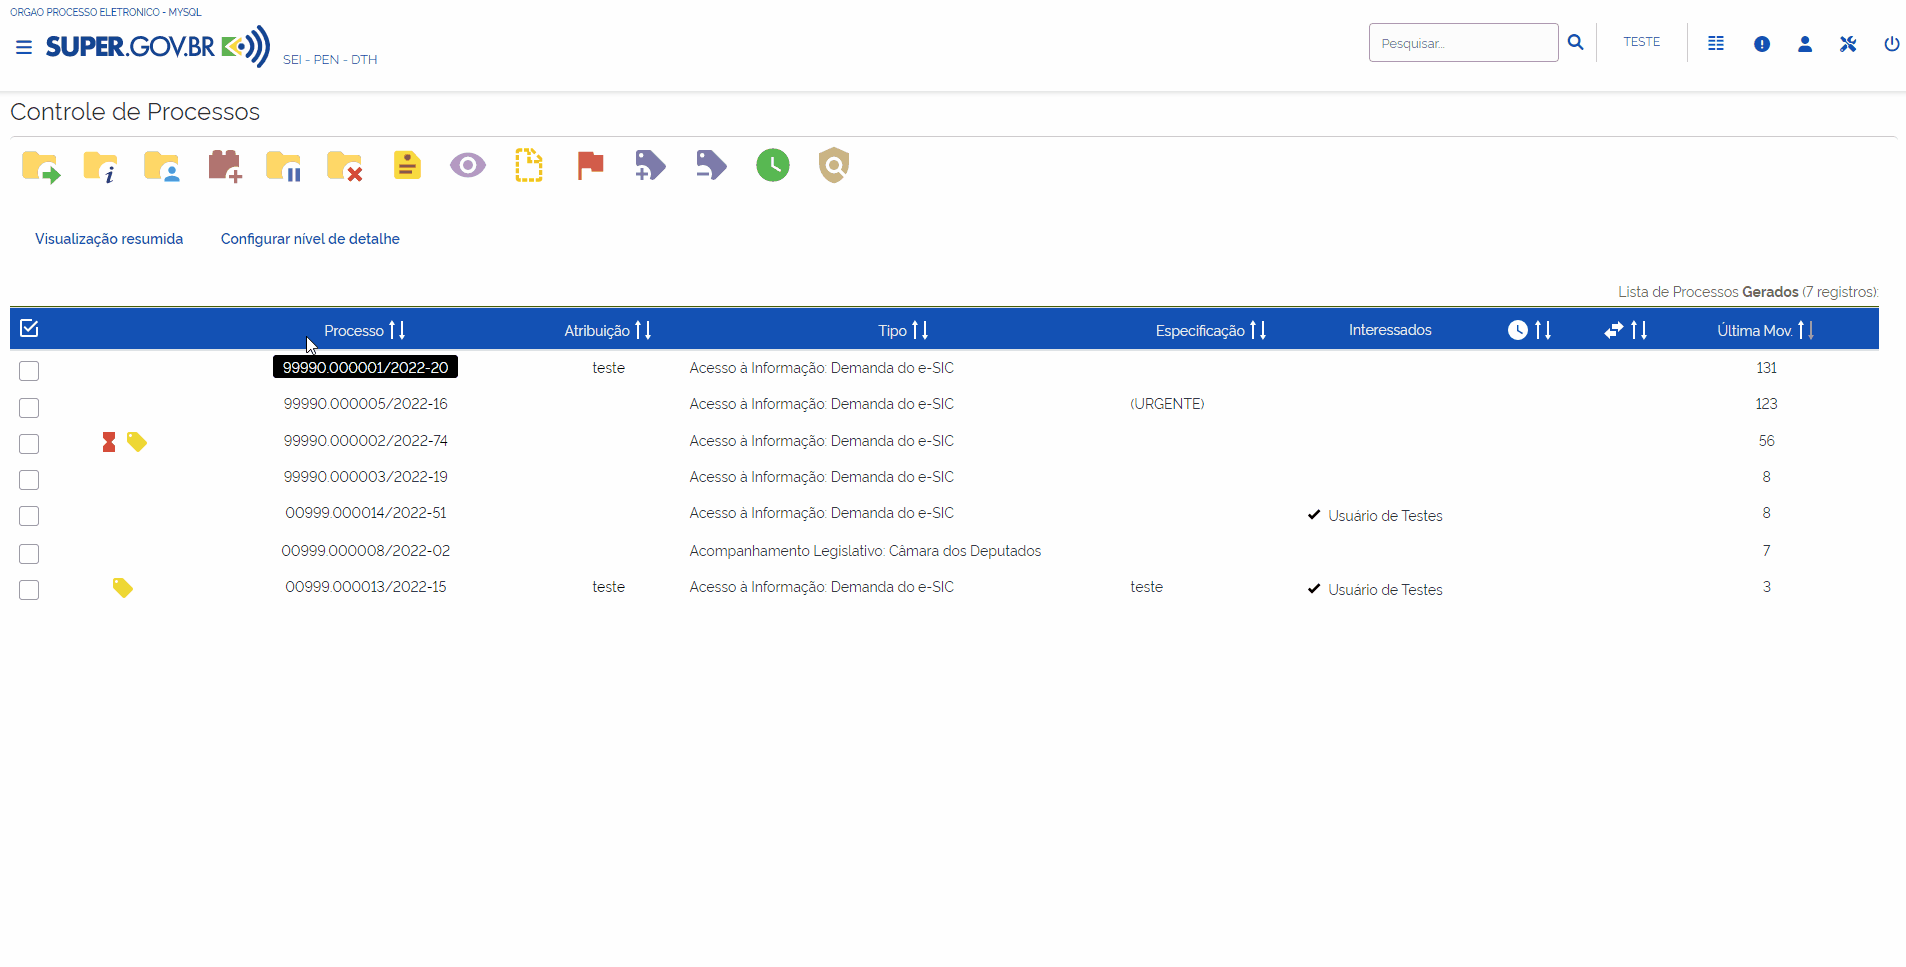 ORGAO PROCESSO ELETRONICO - MYSQL
SUPER.GOV.BR
SEI - PEN - DTH
Pesquisar...
TESTE
Controle de Processos
Visualização resumida Configurar nível de detalhe
Lista de Processos Gerados (7 registros):
Processo Atribuição Tipo Especificação Interessados Última Mov.
99990.000001/2022-20 teste Acesso à Informação: Demanda do e-SIC 131
99990.000005/2022-16 Acesso à Informação: Demanda do e-SIC (URGENTE) 123
99990.000002/2022-74 Acesso à Informação: Demanda do e-SIC 56
99990.000003/2022-19 Acesso à Informação: Demanda do e-SIC 8
00999.000014/2022-51 Acesso à Informação: Demanda do e-SIC Usuário de Testes 8
00999.000008/2022-02 Acompanhamento Legislativo: Câmara dos Deputados 7
00999.000013/2022-15 teste Acesso à Informação: Demanda do e-SIC teste Usuário de Testes 3